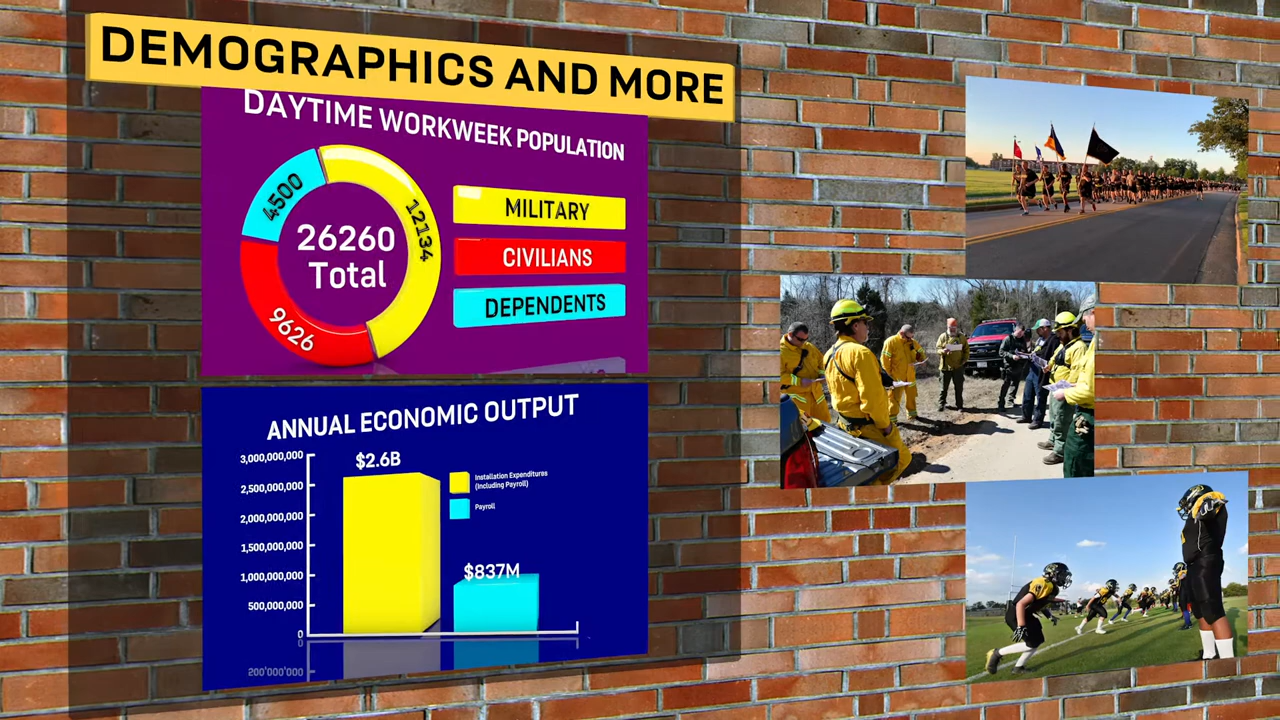 DEMOGRAPHICS AND MORE
DAYTIME WORKWEEK POPULATION
4500
12134
9626
26260
Total
MILITARY
CIVILIANS
DEPENDENTS
ANNUAL ECONOMIC OUTPUT
3,000,000,000
2,500,000,000
2,000,000,000
1,500,000,000
1,000,000,000
500,000,000
0
$2.6B
$837M
Installation Expenditures
(Including Payroll)
Payroll